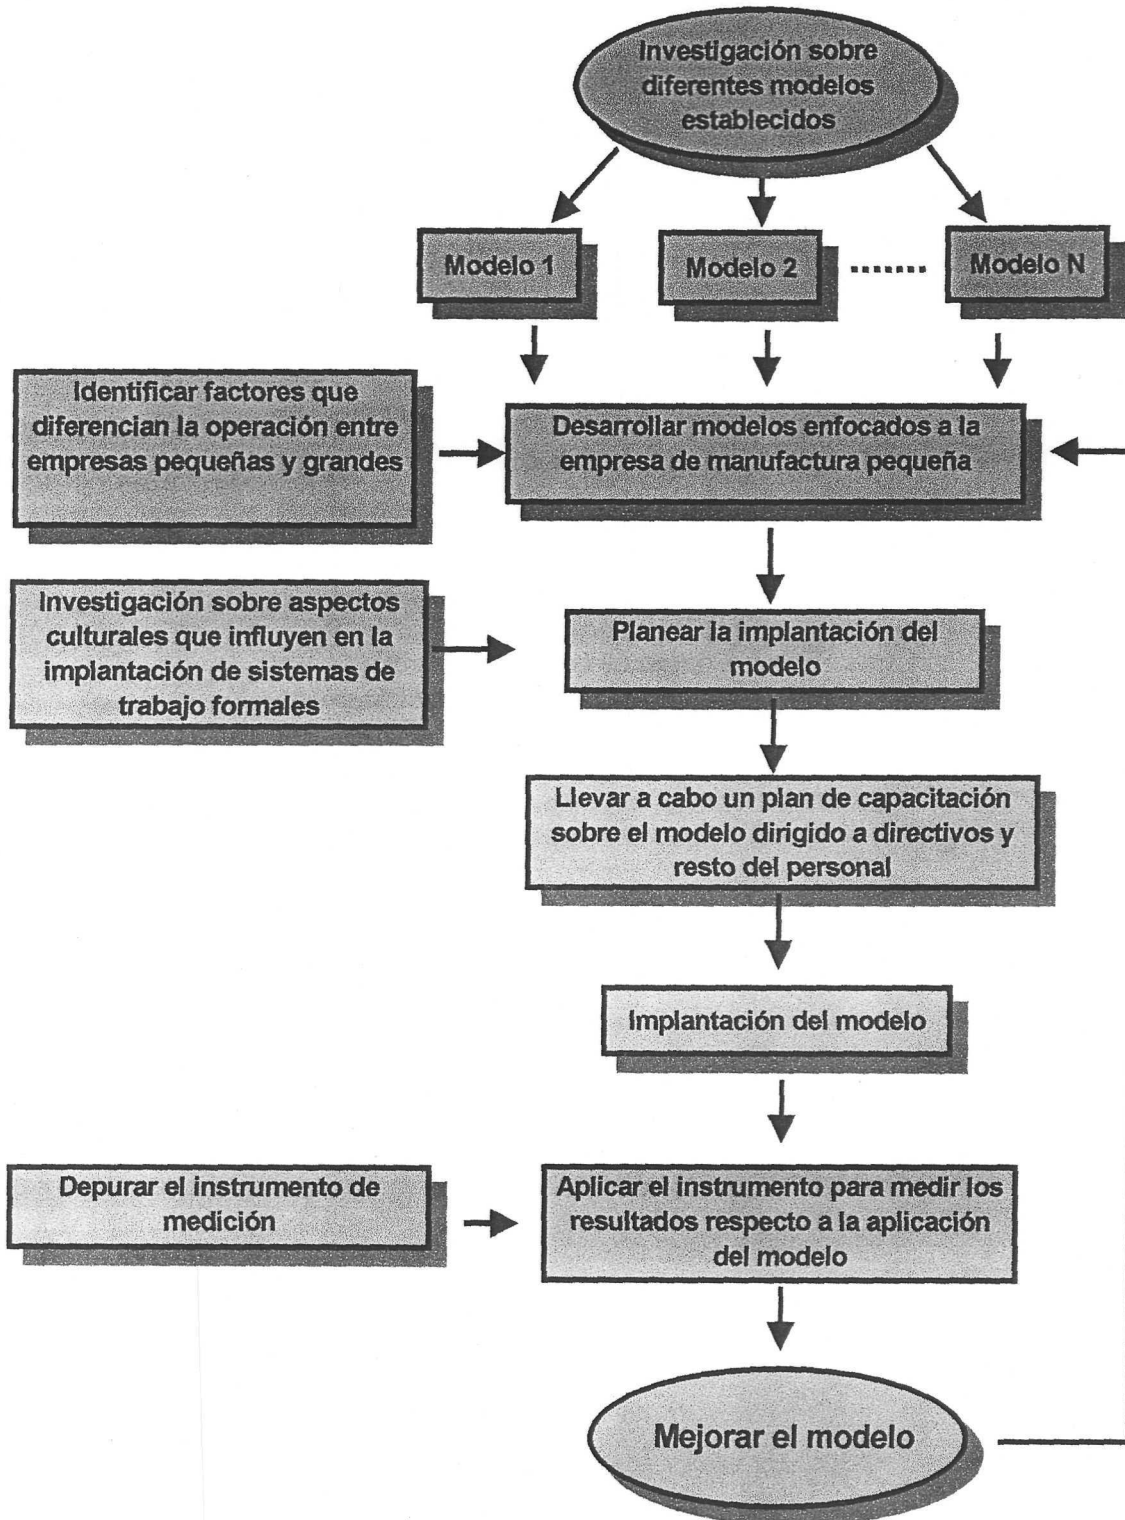 Investigación sobre
diferentes modelos
establecidos
Modelo 1
Modelo 2
Modelo N
Identificar factores que
diferencian la operación entre
empresas pequeñas y grandes
Desarrollar modelos enfocados a la
empresa de manufactura pequeña
Investigación sobre aspectos
culturales que influyen en la
implantación de sistemas de
trabajo formales
Planear la implantación del
modelo
Llevar a cabo un plan de capacitación
sobre el modelo dirigido a directivos y
resto del personal
Implantación del modelo
Depurar el instrumento de
medición
Aplicar el instrumento para medir los
resultados respecto a la aplicación
del modelo
Mejorar el modelo